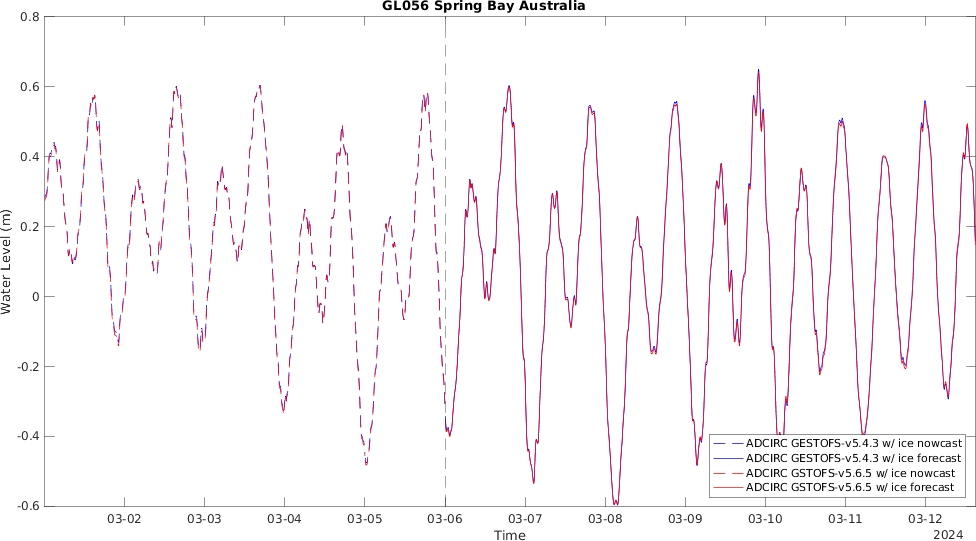 GL056 Spring Bay Australia
0.8
0.6
0.4
0.2
0
-0.2
-0.4
-0.6
Water Level (m)
ADCIRC GESTOFS-v5.4.3 w/ ice nowcast
ADCIRC GESTOFS-v5.4.3 w/ ice forecast
ADCIRC GSTOFS-v5.6.5 w/ ice nowcast
ADCIRC GSTOFS-v5.6.5 w/ ice forecast
03-02 03-03 03-04 03-05 03-06 03-07 03-08 03-09 03-10 03-11 03-12
Time
2024